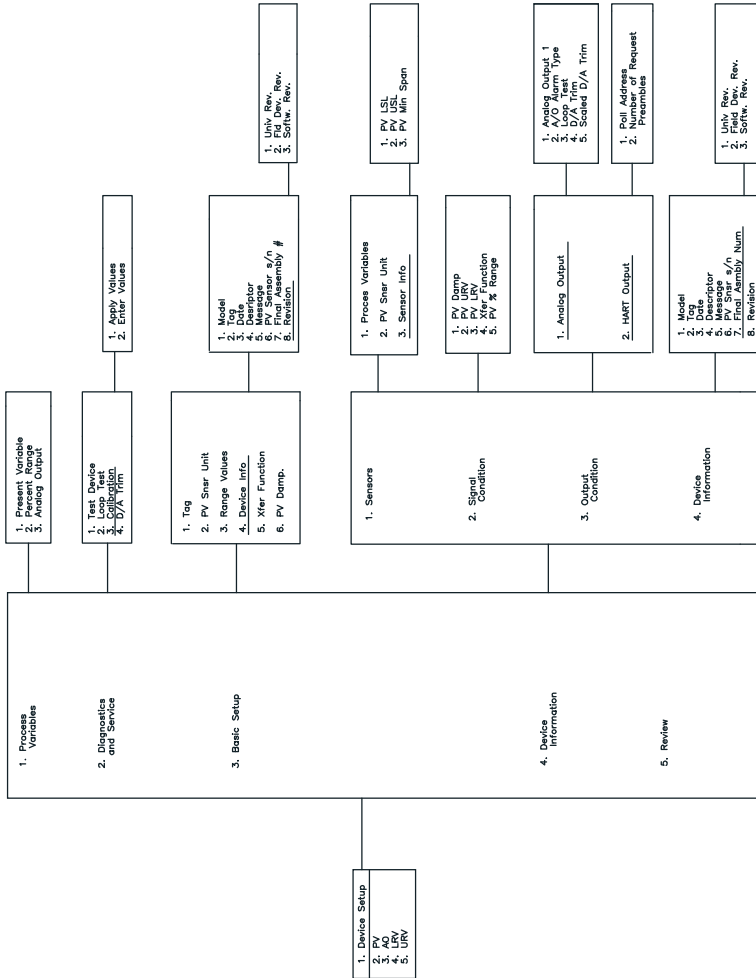 1. Device Setup
2. PV
3. AO
4. LRV
5. URV
1. Process
Variables
2. Diagnostics
and Service
3. Basic Setup
4. Device
Information
5. Review
1. Present Variable
2. Percent Range
3. Analog Output
1. Test Device
2. Loop Test
3. Calibration
4. D/A Trim
1. Apply Values
2. Enter Values
1. Tag
2. PV Snsr Unit
3. Range Values
4. Device Info
5. Xfer Function
6. PV Damp.
1. Model
2. Tag
3. Date
4. Desriptor
5. Message
6. PV Sensor s/n
7. Final Assembly #
8. Revision
1. Univ Rev.
2. Fld Dev. Rev.
3. Softw. Rev.
1. Sensors
2. Signal
Condition
3. Output
Condition
4. Device
Information
1. Proces Variables
2. PV Snsr Unit
3. Sensor Info
1. PV LSL
2. PV USL
3. PV Min Span
1. PV Damp
2. PV URV
3. PV LRV
4. Xfer Function
5. PV % Range
1. Analog Output
2. HART Output
1. Analog Output 1
2. A/O Alarm Type
3. Loop Test
4. D/A Trim
5. Scaled D/A Trim
1. Poll Address
2. Number of Request
Preambles
1. Model
2. Tag
3. Date
4. Descriptor
5. Message
6. PV Snsr s/n
7. Final Asmbly Num
8. Revision
1. Univ Rev.
2. Field Dev. Rev.
3. Softw. Rev.